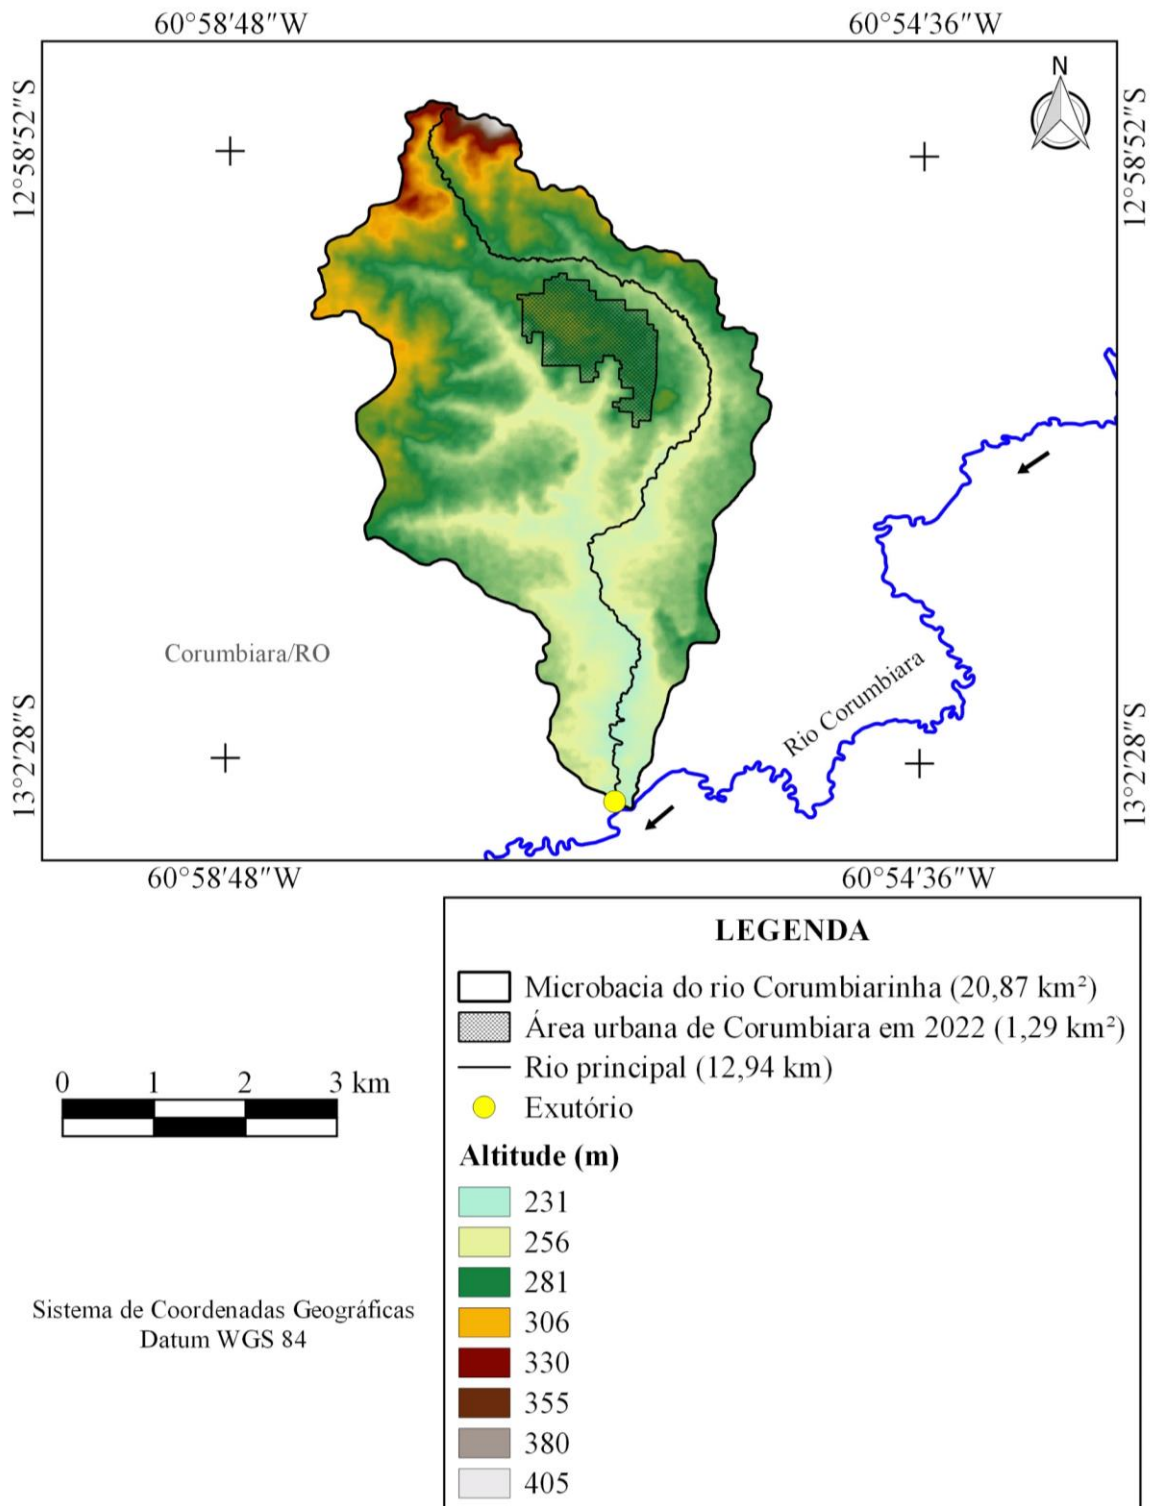 60°58'48"W 60°54'36"W
N
12°58'52"S 12°58'52"S
Corumbiara/RO
Rio Corumbiara
13°2'28"S 13°2'28"S
60°58'48"W 60°54'36"W
LEGENDA
Microbacia do rio Corumbiarinha (20,87 km²)
Área urbana de Corumbiara em 2022 (1,29 km²)
Rio principal (12,94 km)
Exutório
Altitude (m)
231
256
281
306
330
355
380
405
0 1 2 3 km
Sistema de Coordenadas Geográficas
Datum WGS 84